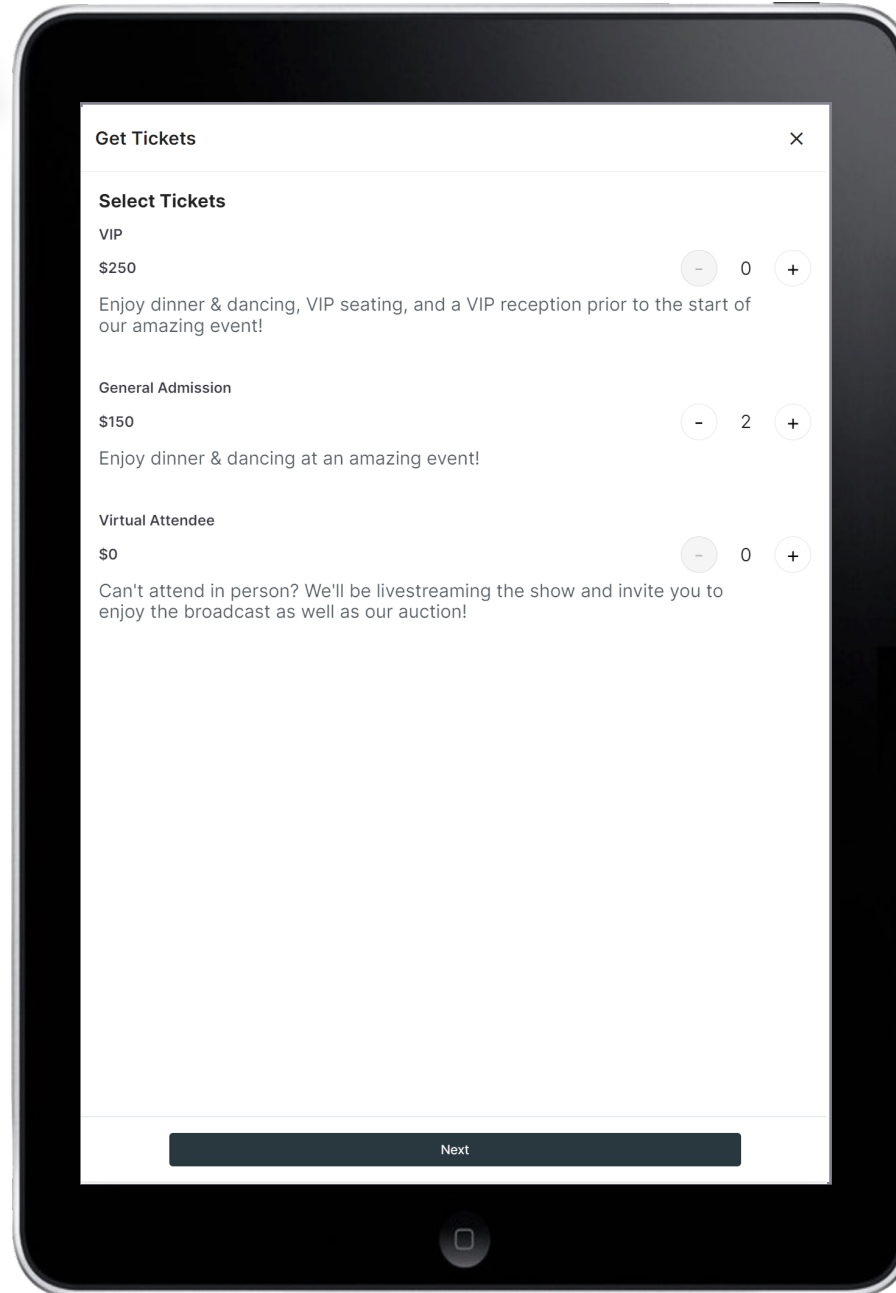 Get Tickets
Select Tickets
VIP
$250
- 0 +
Enjoy dinner & dancing, VIP seating, and a VIP reception prior to the start of
our amazing event!
General Admission
$150
- 2 +
Enjoy dinner & dancing at an amazing event!
Virtual Attendee
$0
- 0 +
Can't attend in person? We'll be livestreaming the show and invite you to
enjoy the broadcast as well as our auction!
Next